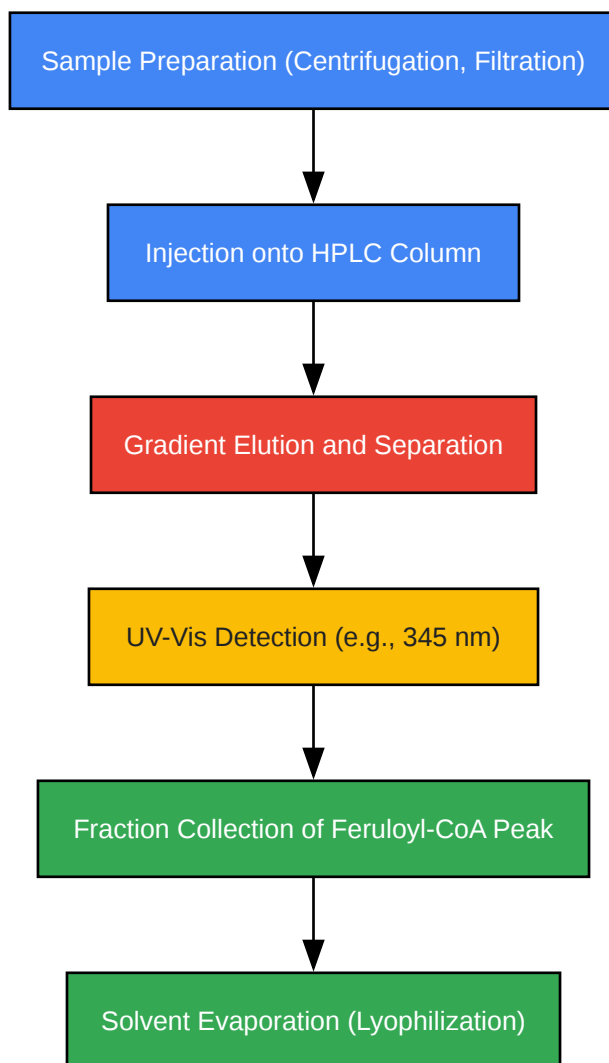 Sample Preparation (Centrifugation, Filtration)
Injection onto HPLC Column
Gradient Elution and Separation
UV-Vis Detection (e.g., 345 nm)
Fraction Collection of Feruloyl-CoA Peak
Solvent Evaporation (Lyophilization)